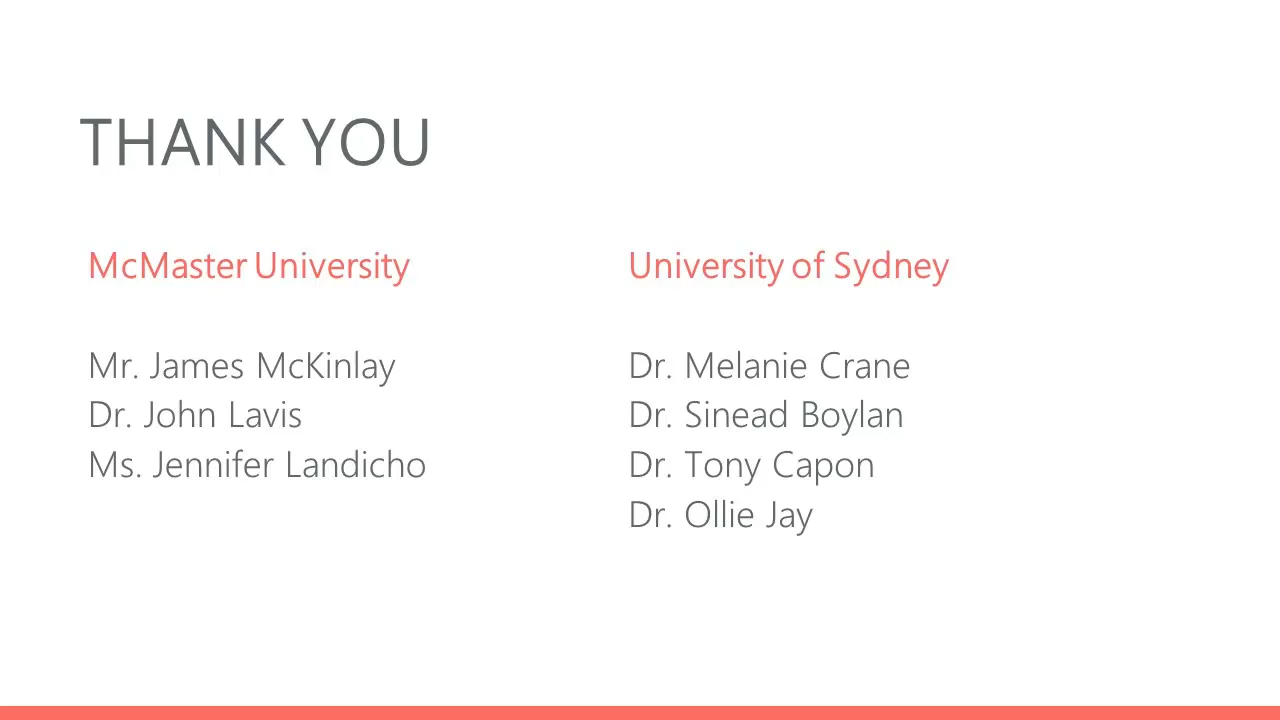 THANK YOU
McMaster University
Mr. James McKinlay
Dr. John Lavis
Ms. Jennifer Landicho
University of Sydney
Dr. Melanie Crane
Dr. Sinead Boylan
Dr. Tony Capon
Dr. Ollie Jay